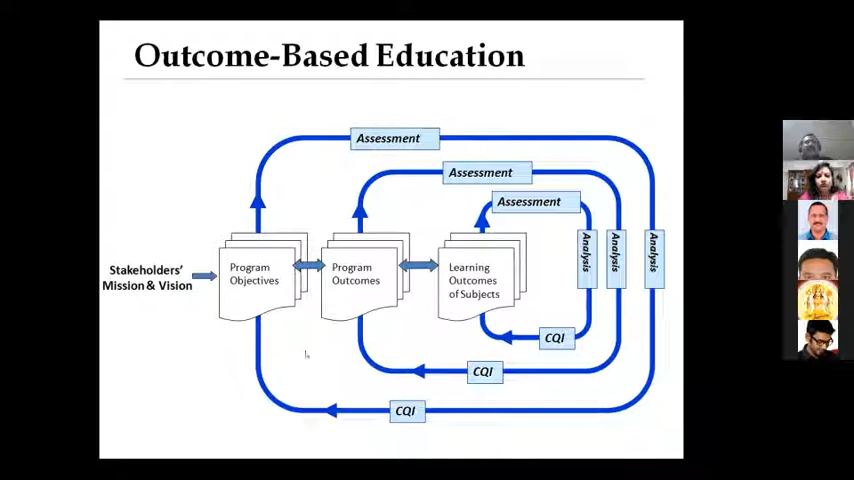 Outcome-Based Education
Assessment
Assessment
Assessment
Stakeholders'
Mission & Vision
Program
Objectives
Program
Outcomes
Learning
Outcomes
of Subjects
Analysis
Analysis
Analysis
CQI
CQI
CQI